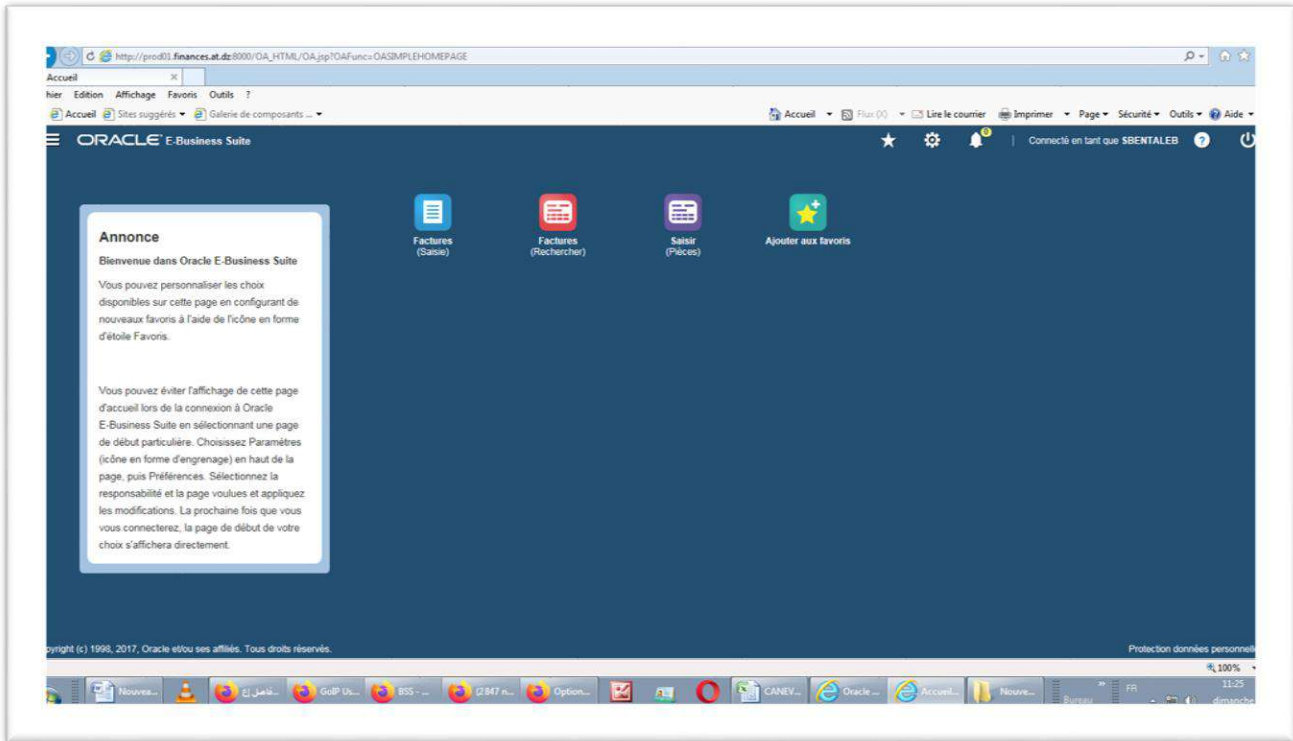 http://prod01.finances.at.dz:8000/OA_HTML/OA.jsp?OAFunc=OASIMPLEHOMEPAGE
Accueil
hier Edition Affichage Favoris Outils ?
Accueil Sites suggérés Galerie de composants ... Accueil Flux (X) Lire le courrier Imprimer Page Sécurité Outils Aide
ORACLE E-Business Suite 0 Connecté en tant que SBENTALEB ?
Annonce
Bienvenue dans Oracle E-Business Suite
Vous pouvez personnaliser les choix
disponibles sur cette page en configurant de
nouveaux favoris à l'aide de l'icône en forme
d'étoile Favoris.
Vous pouvez éviter l'affichage de cette page
d'accueil lors de la connexion à Oracle
E-Business Suite en sélectionnant une page
de début particulière. Choisissez Paramètres
(icône en forme d'engrenage) en haut de la
page, puis Préférences. Sélectionnez la
responsabilité et la page voulues et appliquez
les modifications. La prochaine fois que vous
vous connecterez, la page de début de votre
choix s'affichera directement.
Factures
(Saisie)
Factures
(Rechercher)
Saisir
(Pièces)
Ajouter aux favoris
pyright (c) 1998, 2017, Oracle et/ou ses affiliés. Tous droits réservés. Protection données personnell
100%
Nouvea... GoIP Us... BSS - ... (2847 n... Option... CANEV... Oracle ... Accueil... Nouve... Bureau FR 11:25
dimanche